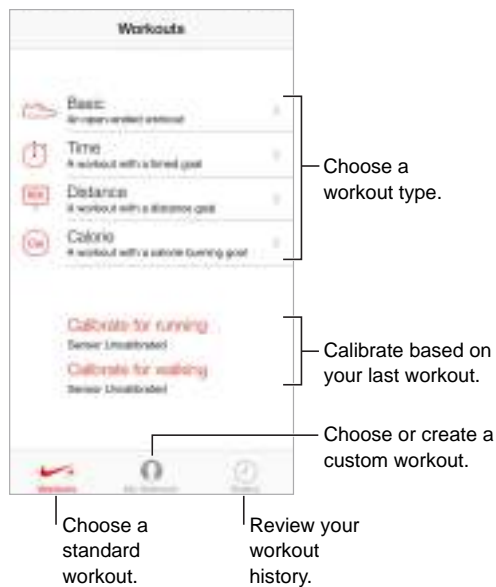 Workouts
Basic
An open-ended workout
Time
A workout with a timed goal
Distance
A workout with a distance goal
Calorie
A workout with a calorie burning goal
Choose a
workout type.
Calibrate for running
Sensor Uncalibrated
Calibrate for walking
Sensor Uncalibrated
Calibrate based on
your last workout.
Choose or create a
custom workout.
Workouts
My Workouts
History
Choose a
standard
workout.
Review your
workout
history.